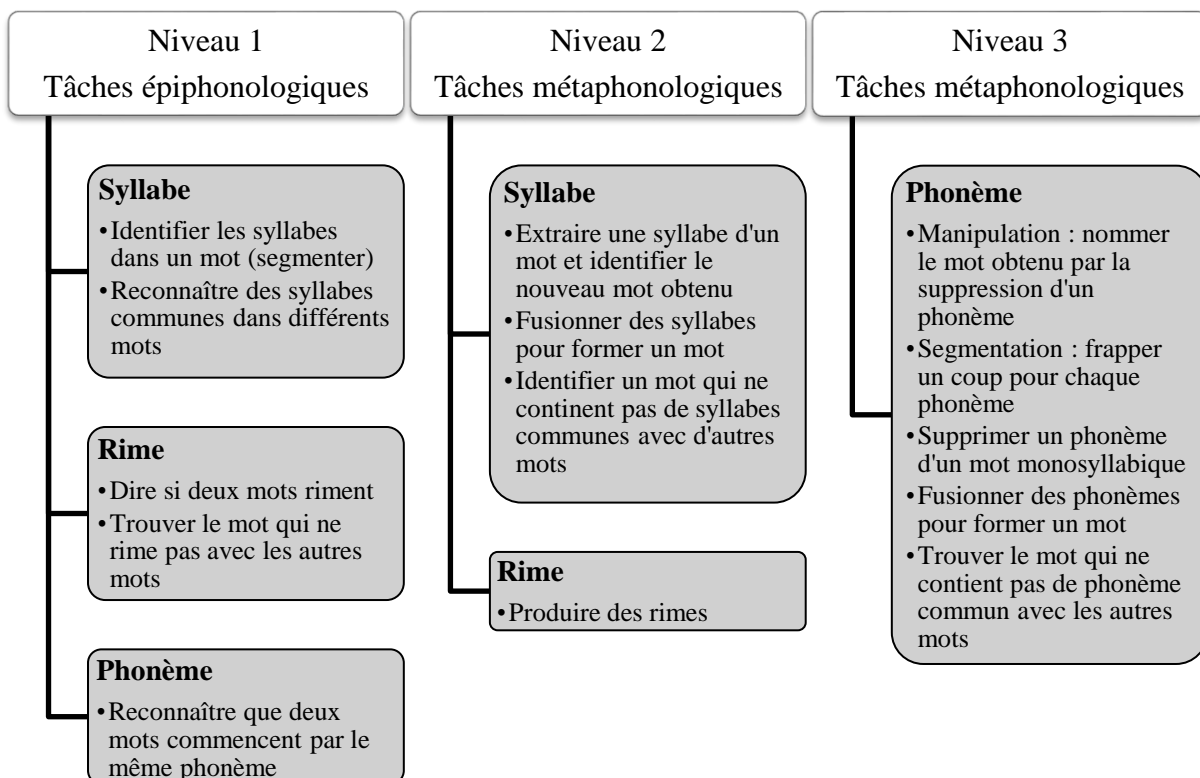 Niveau 1
Tâches épiphonologiques
Syllabe
•Identifier les syllabes
dans un mot (segmenter)
•Reconnaître des syllabes
communes dans différents
mots
Rime
•Dire si deux mots riment
•Trouver le mot qui ne
rime pas avec les autres
mots
Phonème
•Reconnaître que deux
mots commencent par le
même phonème
Niveau 2
Tâches métaphonologiques
Syllabe
•Extraire une syllabe d'un
mot et identifier le
nouveau mot obtenu
•Fusionner des syllabes
pour former un mot
•Identifier un mot qui ne
continent pas de syllabes
communes avec d'autres
mots
Rime
•Produire des rimes
Niveau 3
Tâches métaphonologiques
Phonème
•Manipulation : nommer
le mot obtenu par la
suppression d'un
phonème
•Segmentation : frapper
un coup pour chaque
phonème
•Supprimer un phonème
d'un mot monosyllabique
•Fusionner des phonèmes
pour former un mot
•Trouver le mot qui ne
contient pas de phonème
commun avec les autres
mots